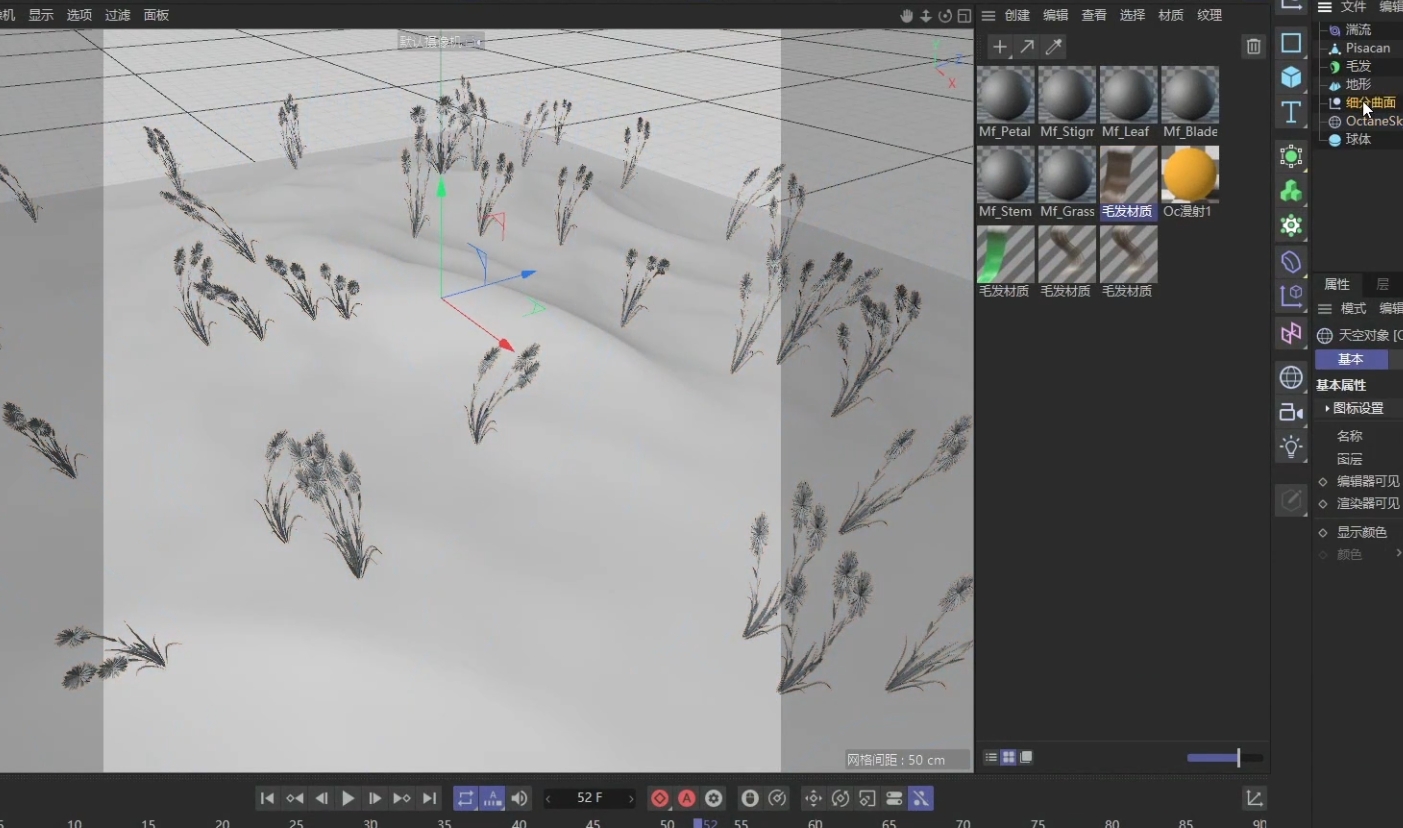 显示 选项 过滤 面板
默认摄像机
Y
Z
X
网格间距 : 50 cm
创建 编辑 查看 选择 材质 纹理
Mf_Petal Mf_Stigm Mf_Leaf Mf_Blade
Mf_Stem Mf_Grass 毛发材质 Oc漫射1
毛发材质 毛发材质 毛发材质
文件 编辑
湍流
Pisacan
毛发
地形
细分曲面
OctaneSk
球体
属性 层
模式 编辑
天空对象 [O
基本
基本属性
图标设置
名称
图层
编辑器可见
渲染器可见
显示颜色
颜色
52 F
10 15 20 25 30 35 40 45 50 52 55 60 65 70 75 80 85 90